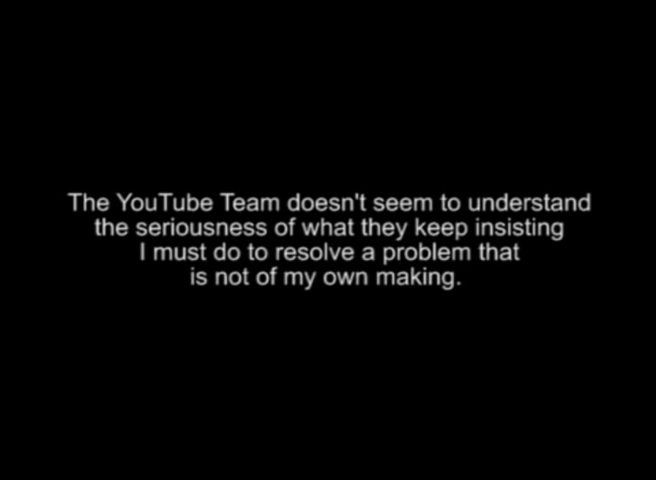 The YouTube Team doesn't seem to understand
the seriousness of what they keep insisting
I must do to resolve a problem that
is not of my own making.